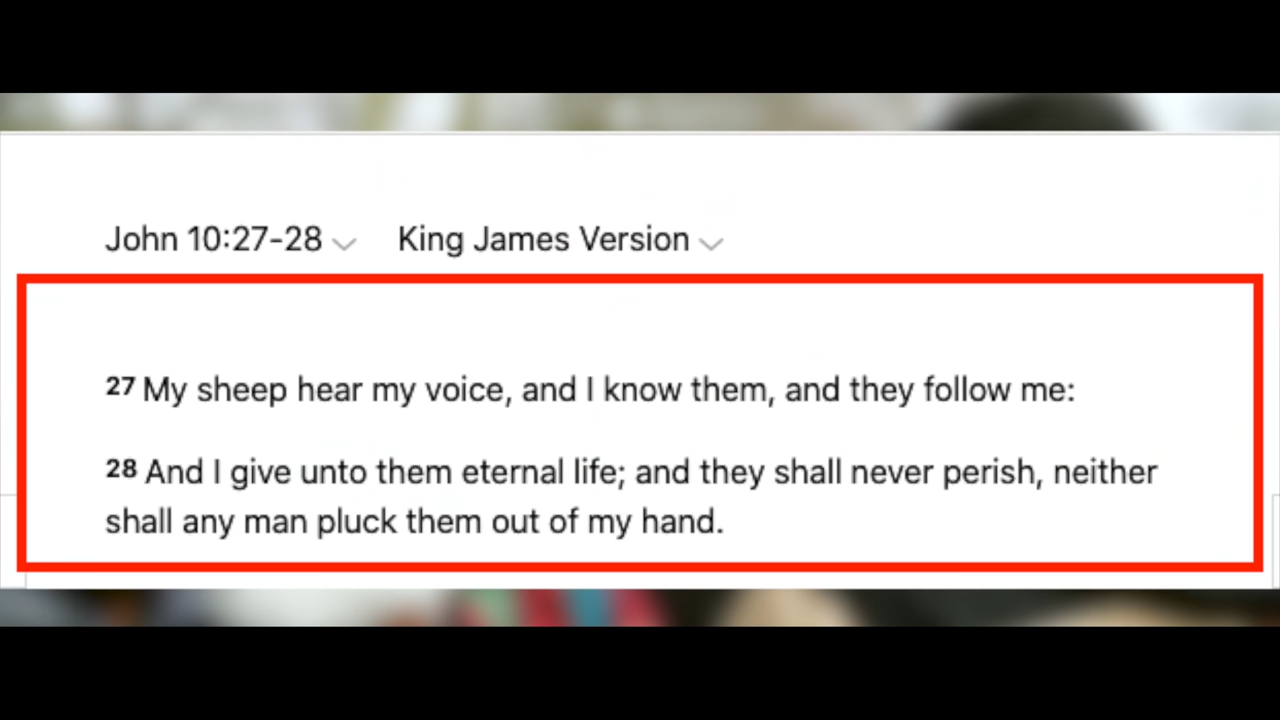 John 10:27-28 King James Version
27 My sheep hear my voice, and I know them, and they follow me:
28 And I give unto them eternal life; and they shall never perish, neither
shall any man pluck them out of my hand.